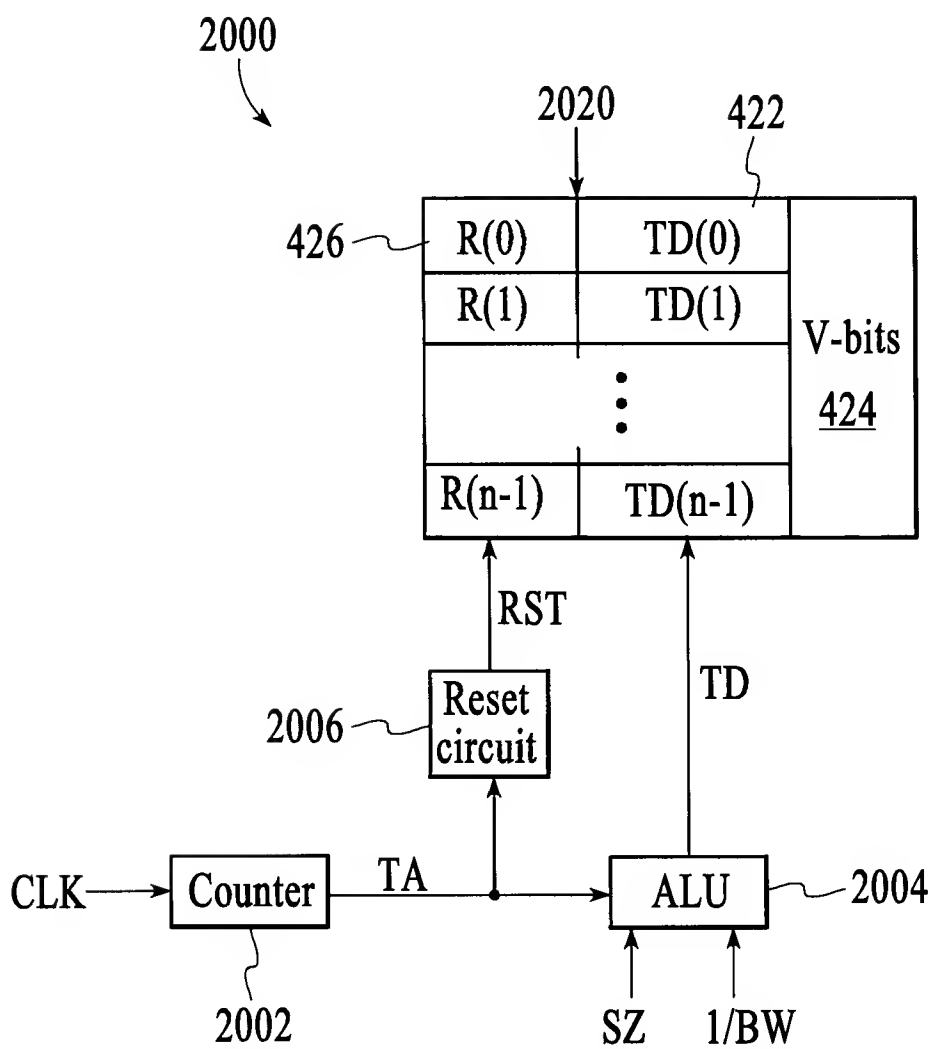 2000
2020
422
426
R(0) TD(0)
R(1) TD(1)
V-bits
424
R(n-1) TD(n-1)
RST
TD
2006
Reset
circuit
CLK
Counter
TA
ALU
2004
2002
SZ
1/BW